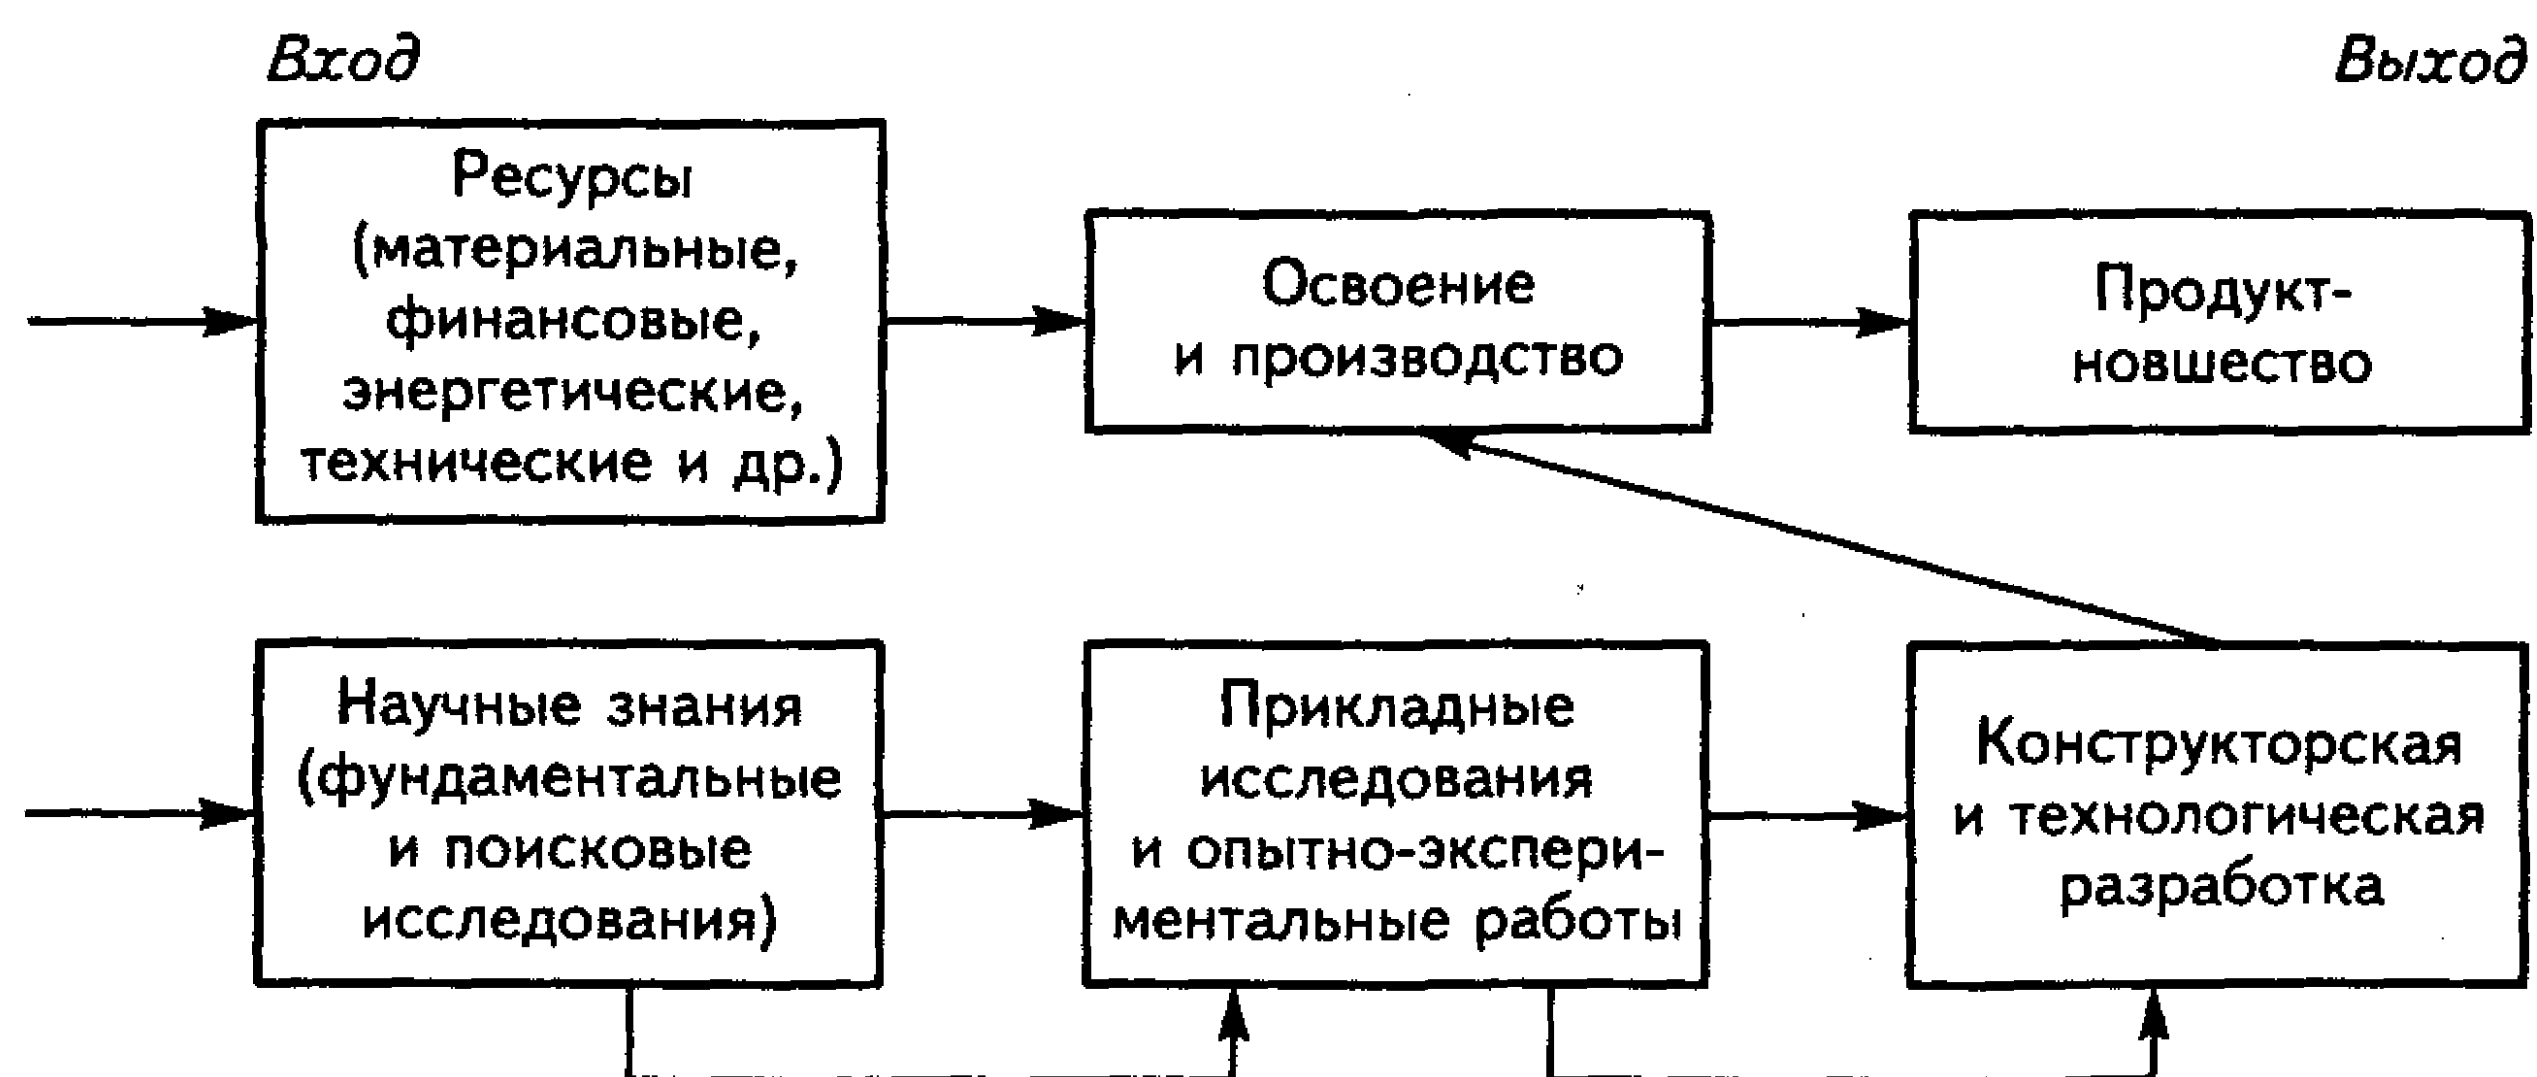 Вход
Выход
Ресурсы
(материальные,
финансовые,
энергетические,
технические и др.)
Освоение
и производство
Продукт-
новшество
Научные знания
(фундаментальные
и поисковые
исследования)
Прикладные
исследования
и опытно-экспери-
ментальные работы
Конструкторская
и технологическая
разработка